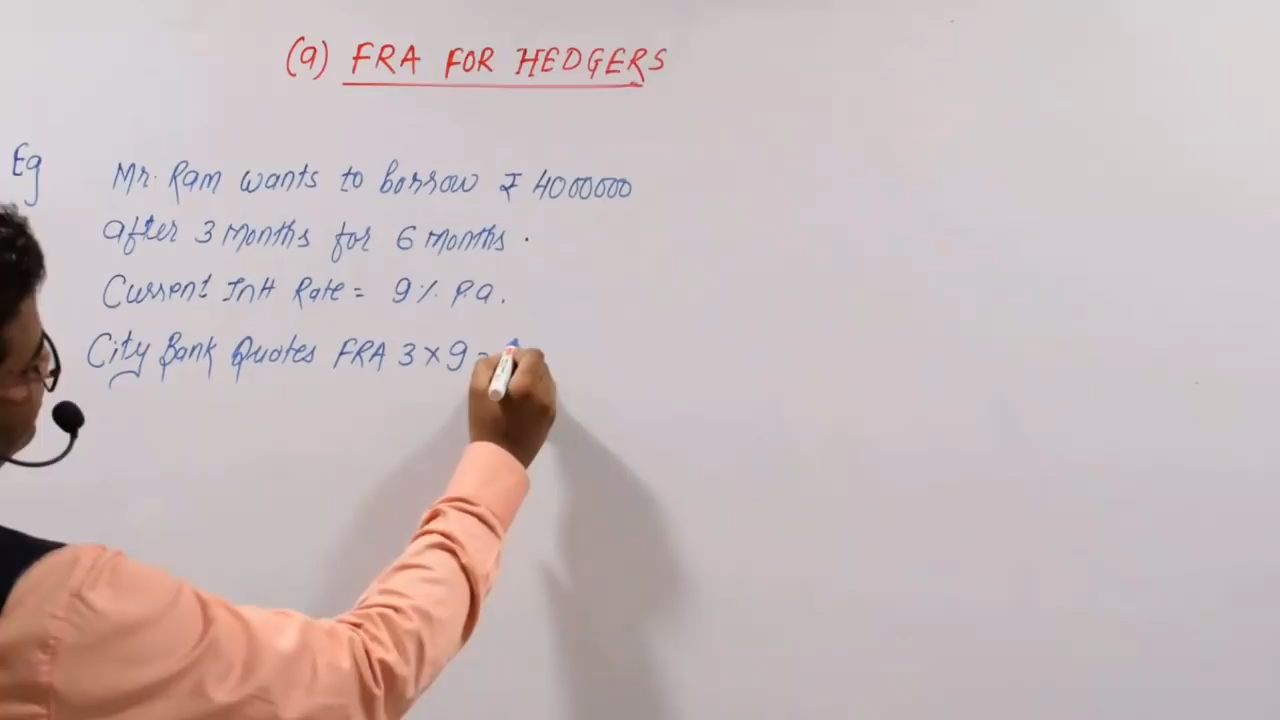 (a) FRA FOR HEDGERS
Eg
Mr. Ram wants to borrow ₹ 4000000
after 3 Months for 6 Months.
Current Int Rate = 9% P.a.
City Bank Quotes FRA 3 × 9 -